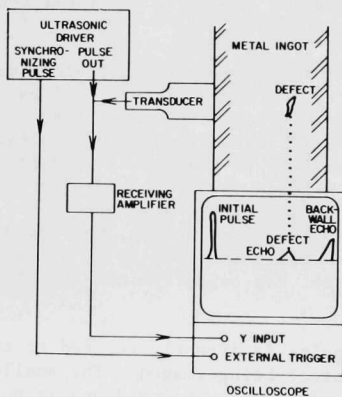 ULTRASONIC
DRIVER
SYNCHRO-
NIZING
PULSE
PULSE
OUT
METAL INGOT
DEFECT
TRANSDUCER
RECEIVING
AMPLIFIER
INITIAL
PULSE
BACK-
WALL
ECHO
DEFECT
ECHO
Y INPUT
EXTERNAL TRIGGER
OSCILLOSCOPE